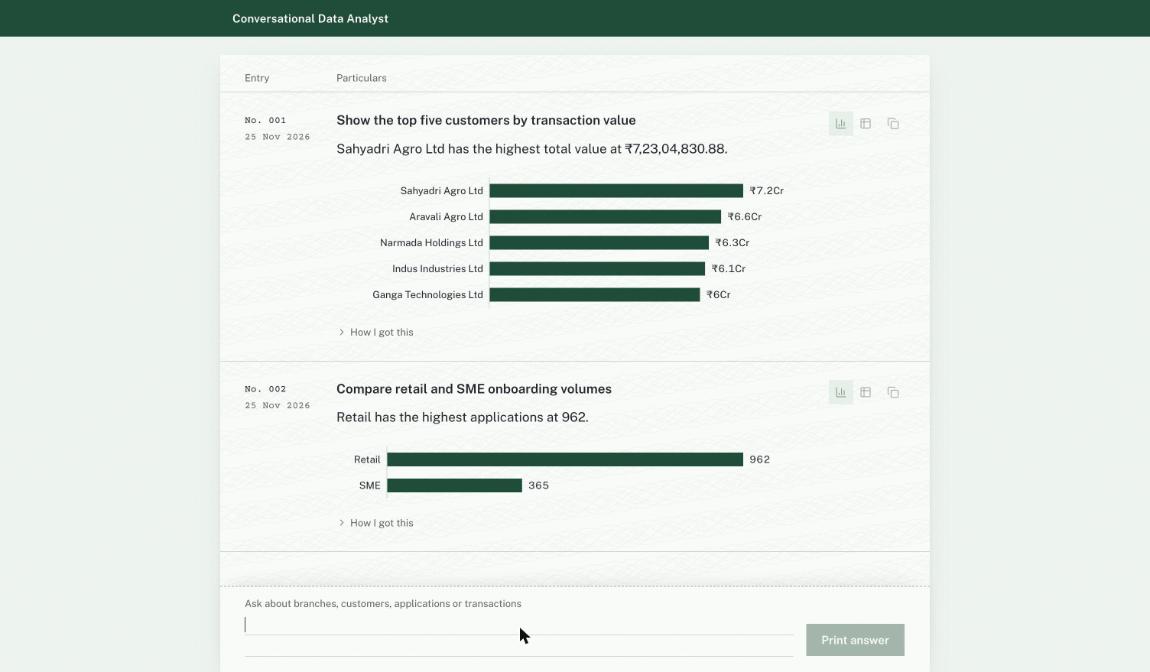 Conversational Data Analyst
Entry
Particulars
No. 001
25 Nov 2026
Show the top five customers by transaction value
Sahyadri Agro Ltd has the highest total value at ₹7,23,04,830.88.
Sahyadri Agro Ltd ₹7.2Cr
Aravali Agro Ltd ₹6.6Cr
Narmada Holdings Ltd ₹6.3Cr
Indus Industries Ltd ₹6.1Cr
Ganga Technologies Ltd ₹6Cr
How I got this
No. 002
25 Nov 2026
Compare retail and SME onboarding volumes
Retail has the highest applications at 962.
Retail 962
SME 365
How I got this
Ask about branches, customers, applications or transactions
Print answer